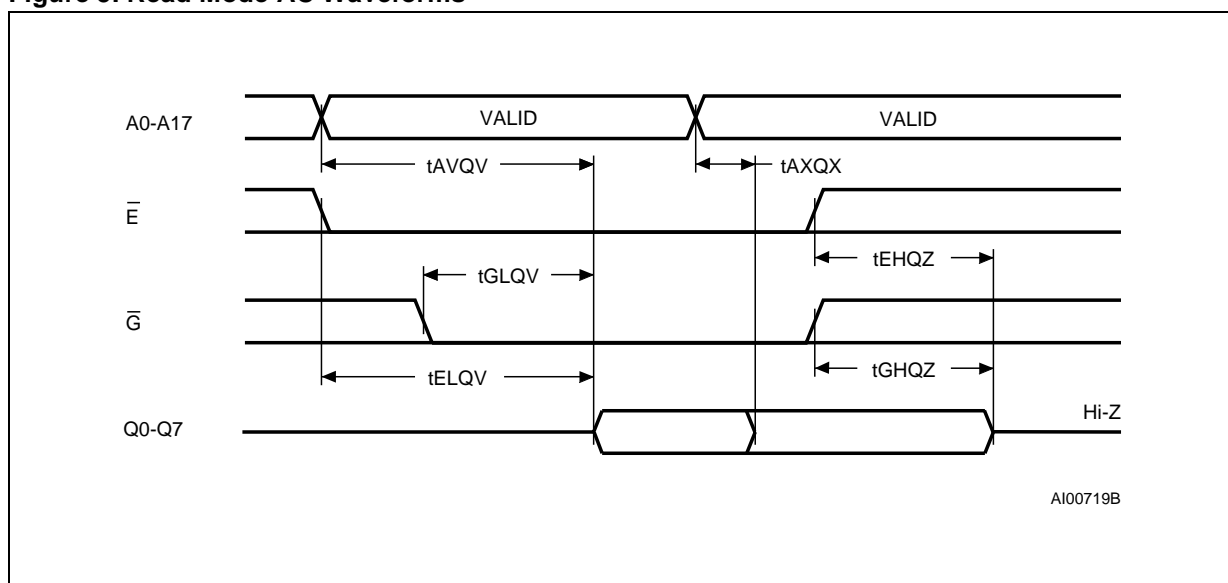 Figure 5. Read Mode AC Waveforms
A0-A17
VALID
VALID
tAVQV
tAXQX
E
tEHQZ
tGLQV
G
tELQV
tGHQZ
Q0-Q7
Hi-Z
AI00719B